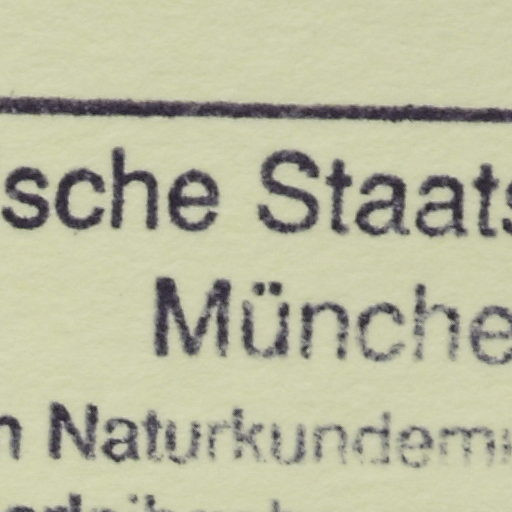 sche Staats
Münche
n Naturkundem